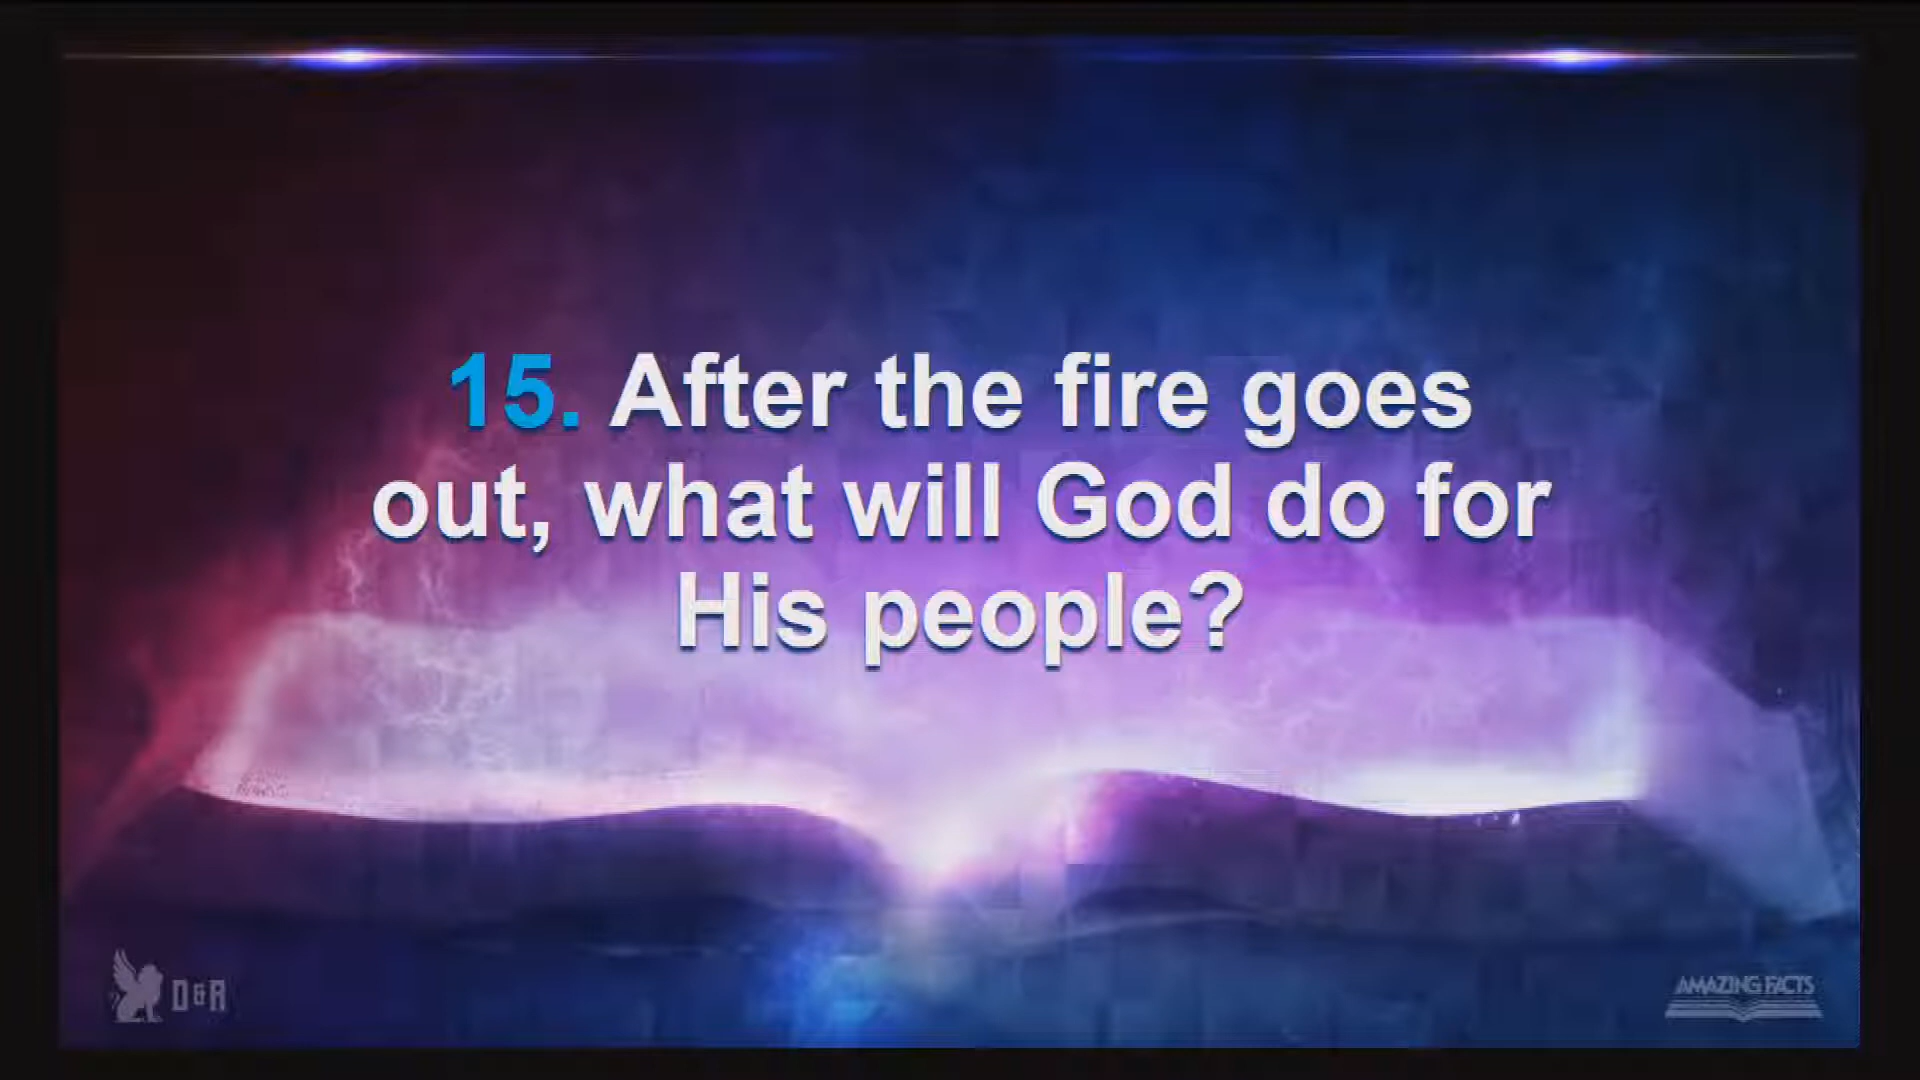 15. After the fire goes
out, what will God do for
His people?
D&R
AMAZING FACTS